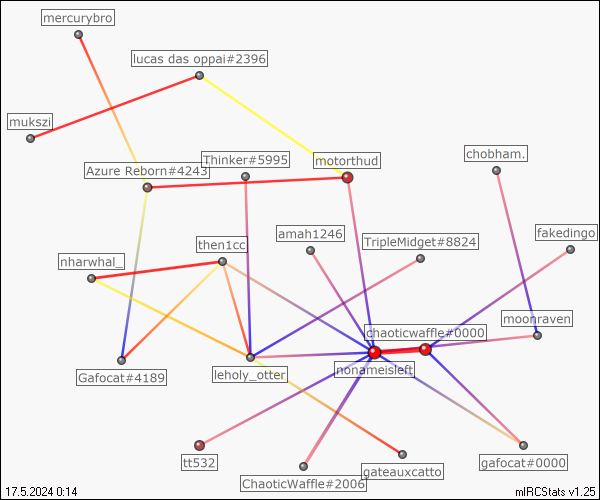 mercurybro
lucas das oppai#2396
mukszi
Thinker#5995
motorthud
chobham.
Azure Reborn#4243
amah1246
fakedingo
then1cc
TripleMidget#8824
nharwhal_
moonraven
chaoticwaffle#0000
nonameisleft
Gafocat#4189
leholy_otter
tt532
gafocat#0000
gateauxcatto
ChaoticWaffle#2006
17.5.2024 0:14
mIRCStats v1.25